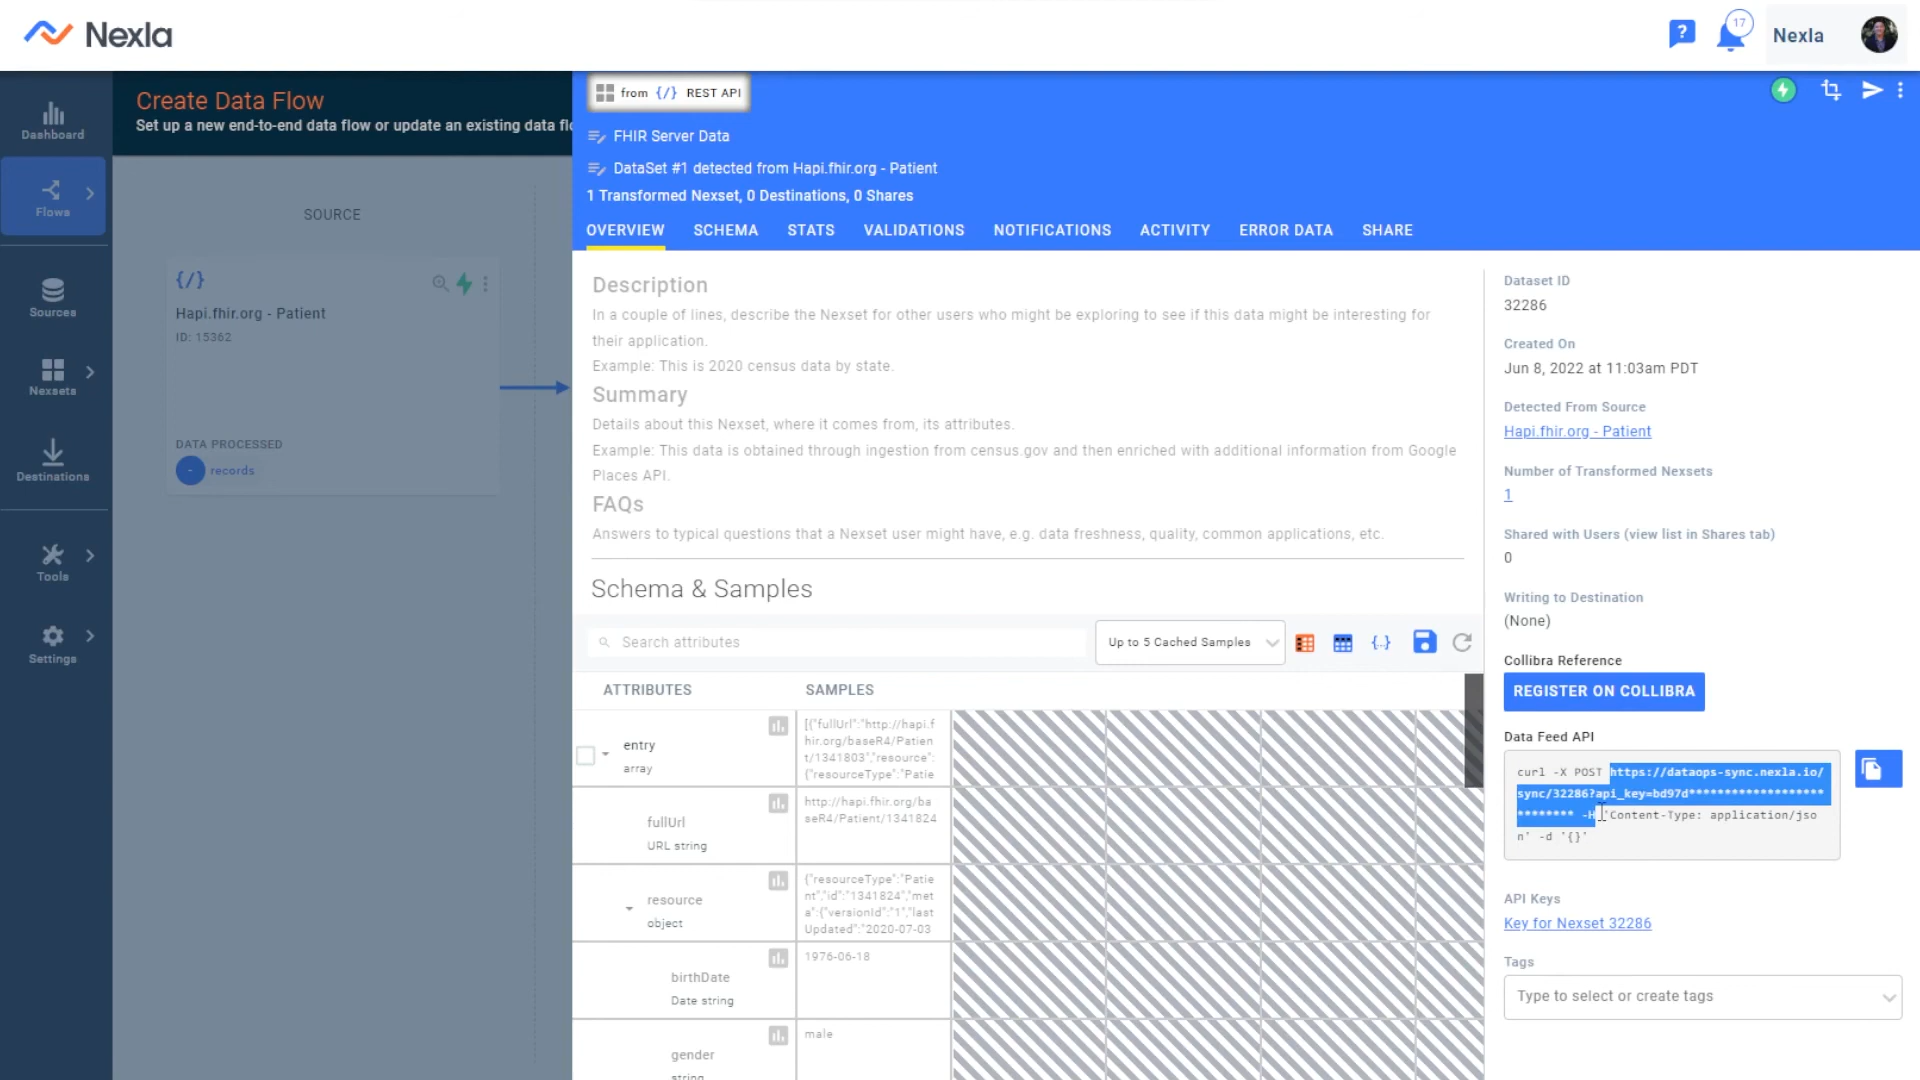 Nexla
17
Nexla
Dashboard
Flows
Sources
Nexsets
Destinations
Tools
Settings
Create Data Flow
Set up a new end-to-end data flow or update an existing data flo
SOURCE
{/}
Hapi.fhir.org - Patient
ID: 15362
DATA PROCESSED
- records
from {/} REST API
FHIR Server Data
DataSet #1 detected from Hapi.fhir.org - Patient
1 Transformed Nexset, 0 Destinations, 0 Shares
OVERVIEW SCHEMA STATS VALIDATIONS NOTIFICATIONS ACTIVITY ERROR DATA SHARE
Description
In a couple of lines, describe the Nexset for other users who might be exploring to see if this data might be interesting for
their application.
Example: This is 2020 census data by state.
Summary
Details about this Nexset, where it comes from, its attributes.
Example: This data is obtained through ingestion from census.gov and then enriched with additional information from Google
Places API.
FAQs
Answers to typical questions that a Nexset user might have, e.g. data freshness, quality, common applications, etc.
Schema & Samples
Search attributes
Up to 5 Cached Samples
{..}
ATTRIBUTES SAMPLES
entry
array
[{"fullUrl":"http://hapi.f
hir.org/baseR4/Patien
t/1341803","resource":
{"resourceType":"Patie
fullUrl
URL string
http://hapi.fhir.org/ba
seR4/Patient/1341824
resource
object
{"resourceType":"Patie
nt","id":"1341824","met
a":{"versionId":"1","last
Updated":"2020-07-03
birthDate
Date string
1976-06-18
gender
string
male
Dataset ID
32286
Created On
Jun 8, 2022 at 11:03am PDT
Detected From Source
Hapi.fhir.org - Patient
Number of Transformed Nexsets
1
Shared with Users (view list in Shares tab)
0
Writing to Destination
(None)
Collibra Reference
REGISTER ON COLLIBRA
Data Feed API
curl -X POST https://dataops-sync.nexla.io/
sync/32286?api_key=bd97d*******************
******** -H 'Content-Type: application/jso
n' -d '{}'
API Keys
Key for Nexset 32286
Tags
Type to select or create tags